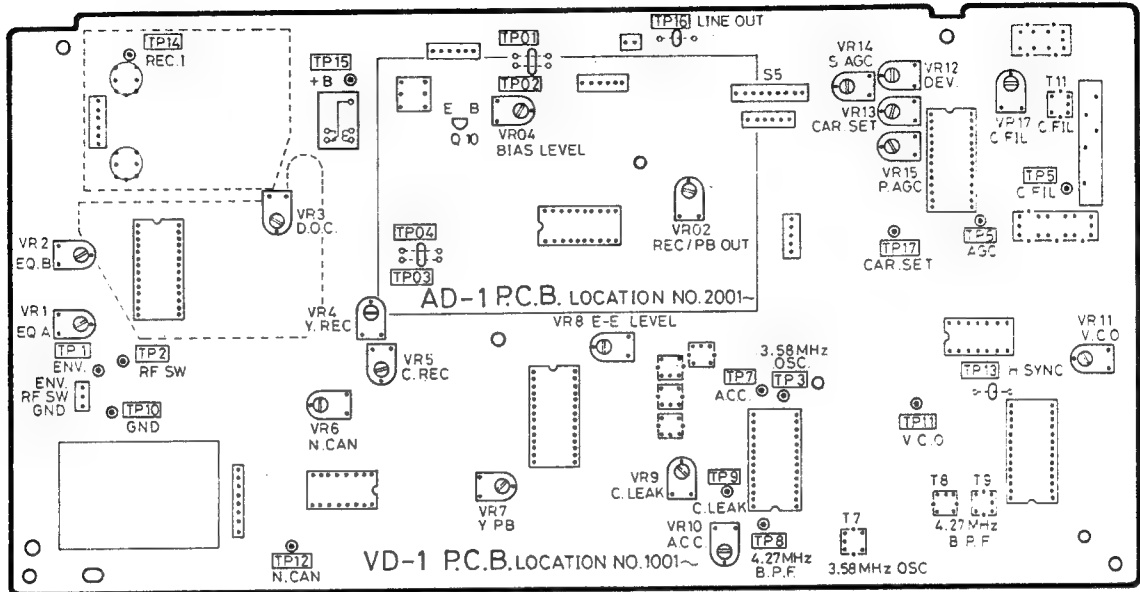 TP14
REC.1
TP15
+B
TP01
TP02
TP16 LINE OUT
S5
E B
Q10
VR04
BIAS LEVEL
VR14
S AGC
VR12
DEV.
VR13
CAR.SET
VR15
P.AGC
VR17
C.FIL
T11
C.FIL
TP5
C.FIL
TP5
AGC
TP17
CAR.SET
VR3
D.O.C.
VR2
EQ.B
VR02
REC/PB OUT
TP04
TP03
AD-1 P.C.B. LOCATION NO.2001~
VR1
EQ A
VR4
Y.REC
VR8 E-E LEVEL
VR11
V.C.O
TP1
ENV.
TP2
RF SW
VR5
C.REC
3.58MHz
OSC.
TP7
ACC.
TP3
TP13 H SYNC
ENV.
RF SW
GND
TP10
GND
VR6
N.CAN
TP11
V.C.O
VR9
C.LEAK
TP9
C.LEAK
VR7
Y PB
T8 T9
4.27MHz
B.P.F
VR10
ACC
T7
3.58MHz OSC
TP8
4.27MHz
B.P.F.
TP12
N.CAN
VD-1 P.C.B. LOCATION NO.1001~